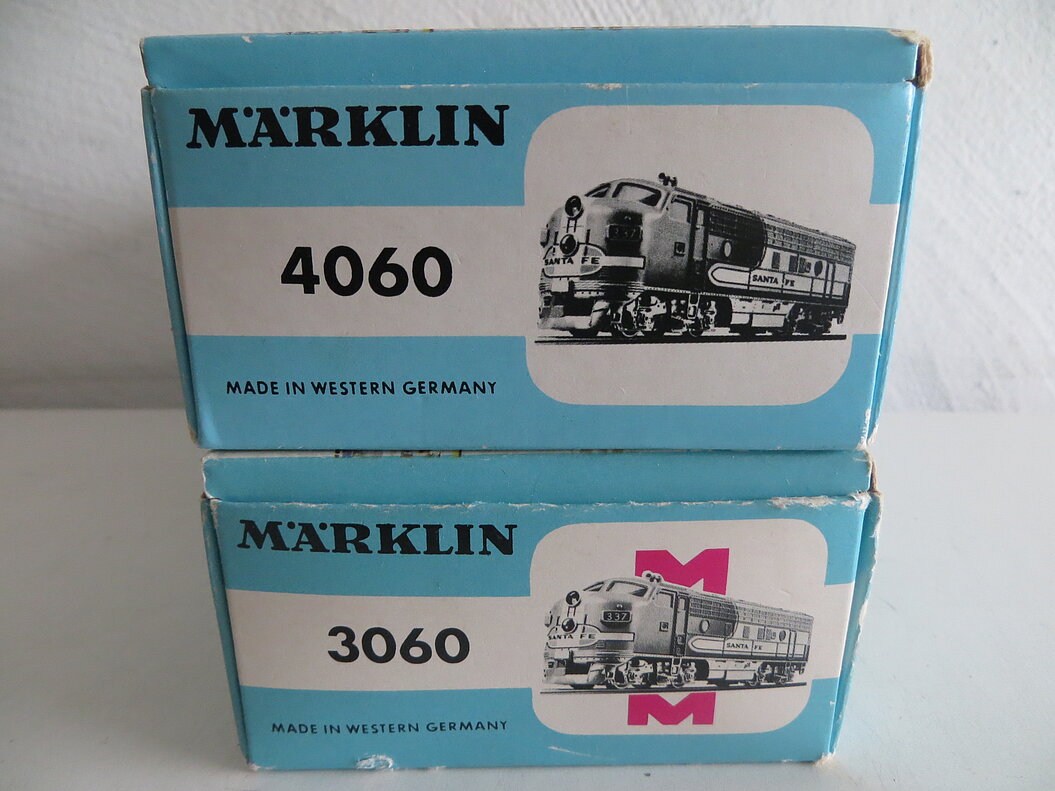 MÄRKLIN
4060
MADE IN WESTERN GERMANY
237
SANTA FE
SANTA FE
MÄRKLIN
3060
MADE IN WESTERN GERMANY
M
337
SANTA FE
SANTA FE
M